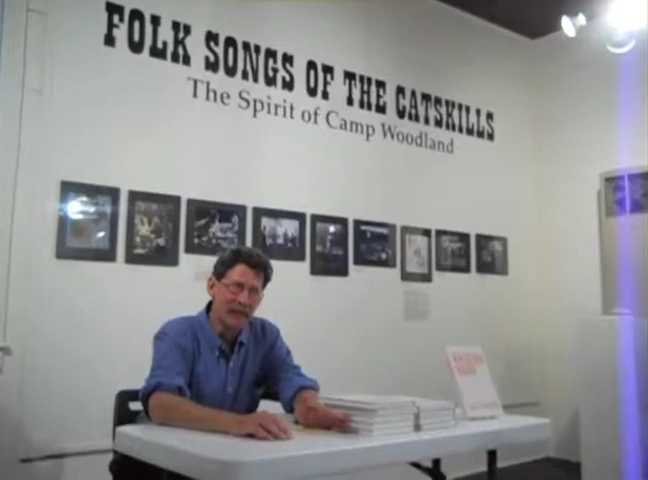 FOLK SONGS OF THE CATSKILLS
The Spirit of Camp Woodland